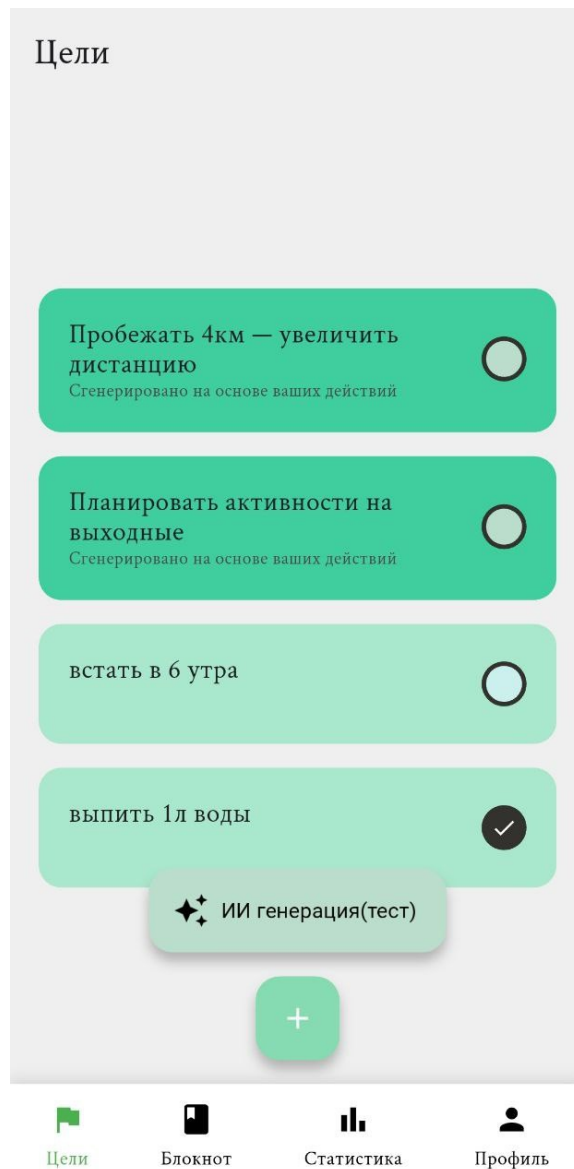 Цели
Пробежать 4км — увеличить
дистанцию
Сгенерировано на основе ваших действий
Планировать активности на
выходные
Сгенерировано на основе ваших действий
встать в 6 утра
выпить 1л воды
ИИ генерация(тест)
+
Цели Блокнот Статистика Профиль